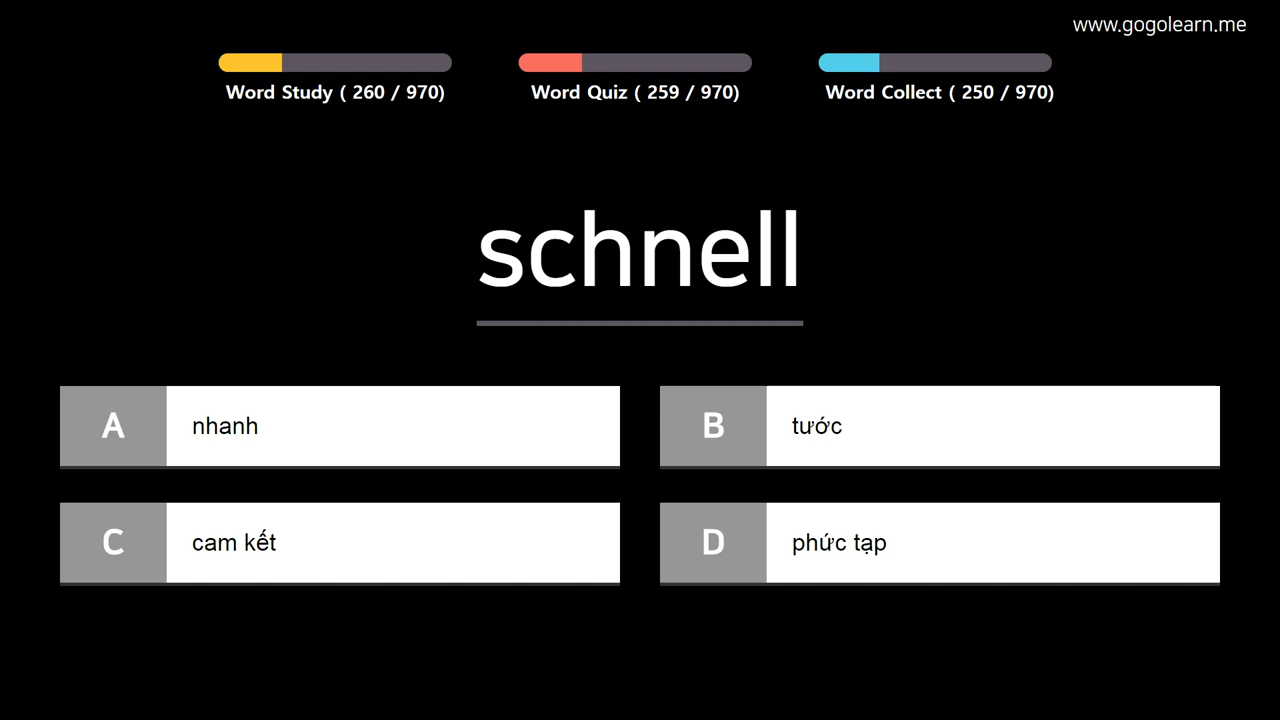 www.gogolearn.me
Word Study ( 260 / 970)
Word Quiz ( 259 / 970)
Word Collect ( 250 / 970)
schnell
A nhanh
B tước
C cam kết
D phức tạp